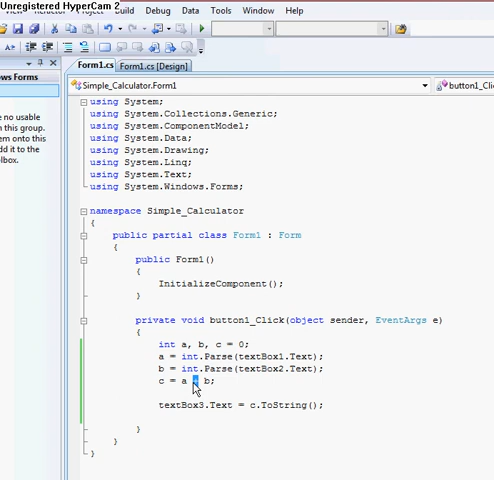 Unregistered HyperCam 2
Build Debug Data Tools Window Help
Form1.cs Form1.cs [Design]
ws Forms
Simple_Calculator.Form1
button1_Cli
e no usable
n this group.
em onto this
dd it to the
lbox.
using System;
using System.Collections.Generic;
using System.ComponentModel;
using System.Data;
using System.Drawing;
using System.Linq;
using System.Text;
using System.Windows.Forms;
namespace Simple_Calculator
{
public partial class Form1 : Form
{
public Form1()
{
InitializeComponent();
}
private void button1_Click(object sender, EventArgs e)
{
int a, b, c = 0;
a = int.Parse(textBox1.Text);
b = int.Parse(textBox2.Text);
c = a b;
textBox3.Text = c.ToString();
}
}
}